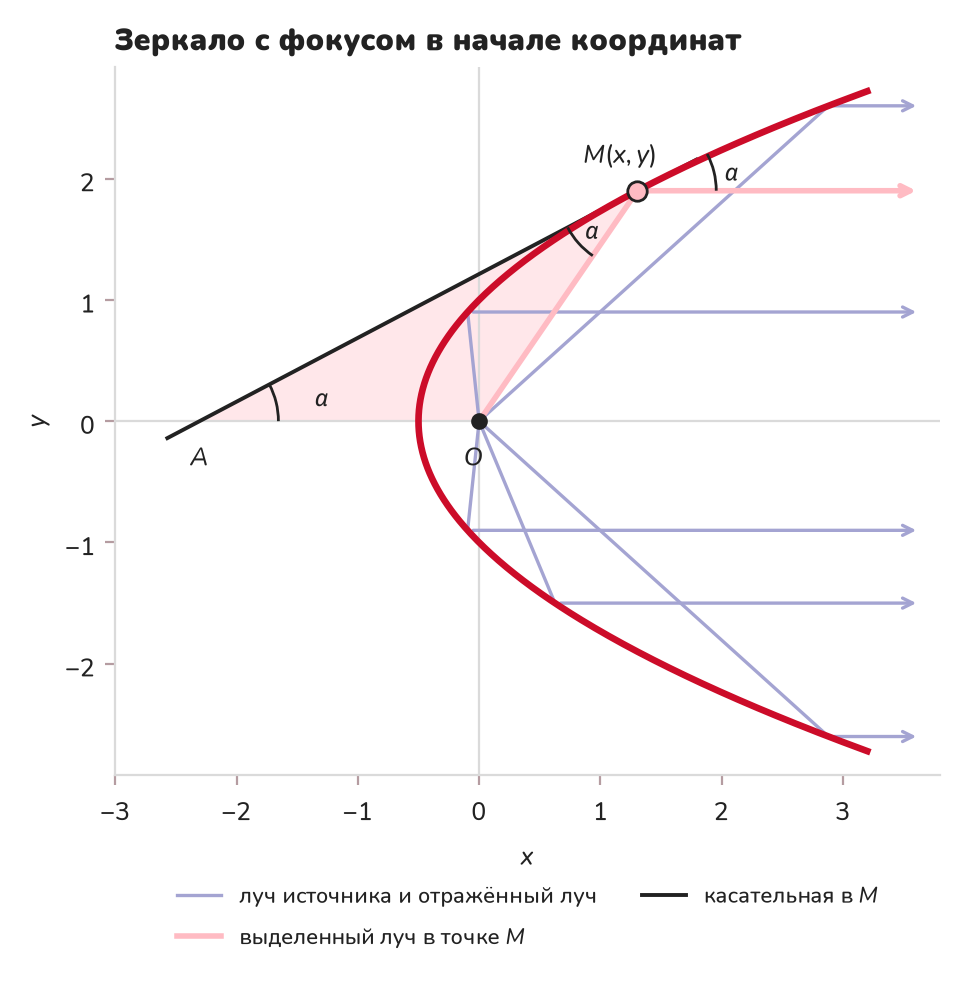 Зеркало с фокусом в начале координат
M(x, y)
α
α
α
A
O
2
1
0
−1
−2
y
−3
−2
−1
0
1
2
3
x
луч источника и отражённый луч
касательная в M
выделенный луч в точке M